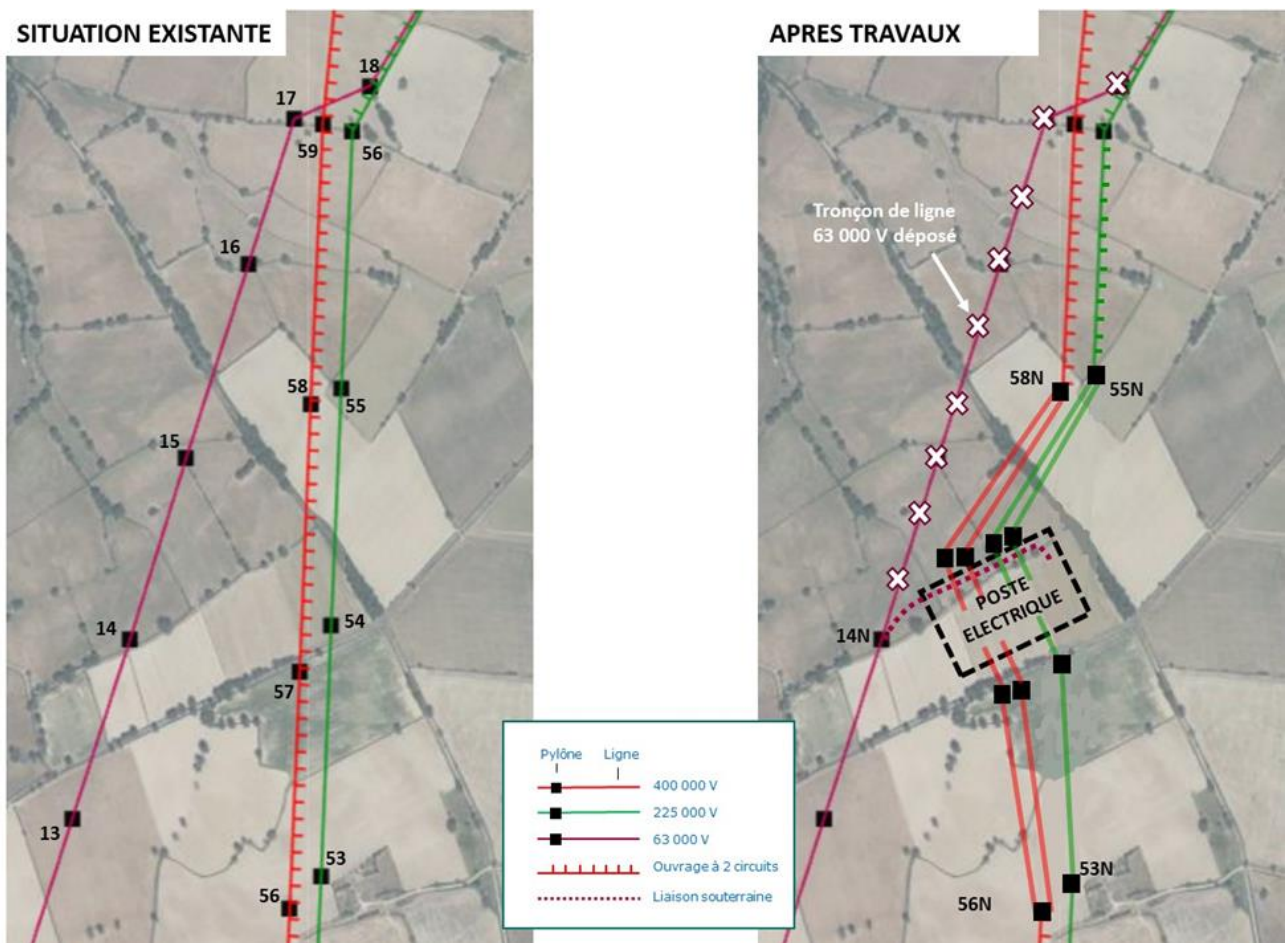 SITUATION EXISTANTE
18
17
59
56
16
58
55
15
54
14
57
13
53
56
APRES TRAVAUX
Tronçon de ligne
63 000 V déposé
58N
55N
POSTE
ELECTRIQUE
14N
53N
56N
Pylône Ligne
400 000 V
225 000 V
63 000 V
Ouvrage à 2 circuits
Liaison souterraine